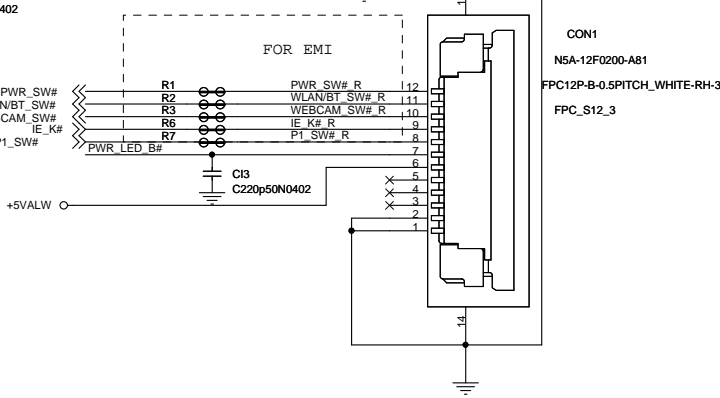 402
FOR EMI
CON1
N5A-12F0200-A81
FPC12P-B-0.5PITCH_WHITE-RH-3
FPC_S12_3
PWR_SW# R1 PWR_SW#_R 12
N/BT_SW# R2 WLAN/BT_SW#_R 11
CAM_SW# R3 WEBCAM_SW#_R 10
IE_K# R6 IE_K#_R 9
P1_SW# R7 P1_SW#_R 8
PWR_LED_B# 7
6
5
4
3
2
1
CI3
C220p50N0402
+5VALW
14